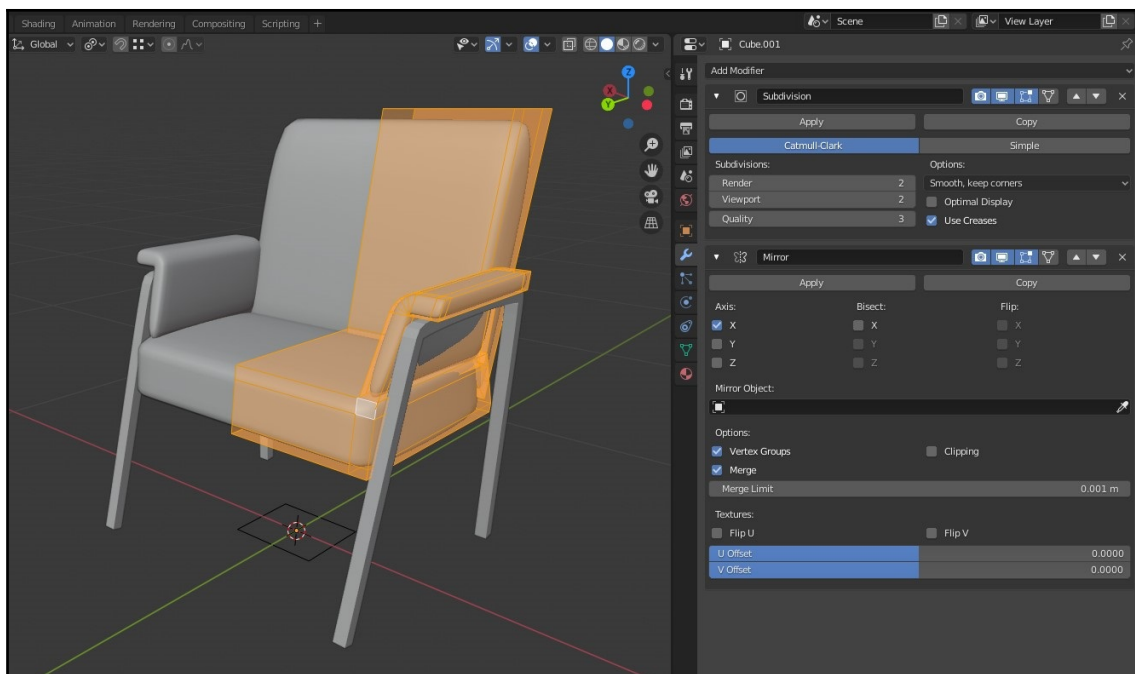 Shading Animation Rendering Compositing Scripting +
Scene View Layer
Global
Z
X
Y
Cube.001
Add Modifier
Subdivision
Apply Copy
Catmull-Clark Simple
Subdivisions: Options:
Render 2 Smooth, keep corners
Viewport 2 Optimal Display
Quality 3 Use Creases
Mirror
Apply Copy
Axis: Bisect: Flip:
X X X
Y Y Y
Z Z Z
Mirror Object:
Options:
Vertex Groups Clipping
Merge
Merge Limit 0.001 m
Textures:
Flip U Flip V
U Offset 0.0000
V Offset 0.0000